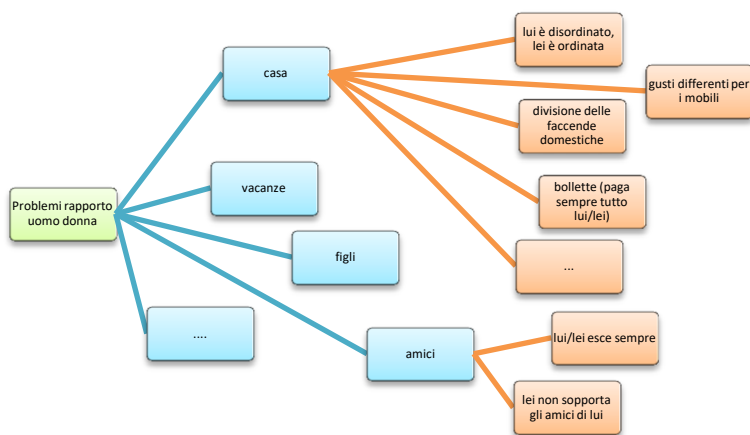 Problemi rapporto
uomo donna
casa
vacanze
figli
....
amici
lui è disordinato,
lei è ordinata
gusti differenti per
i mobili
divisione delle
faccende
domestiche
bollette (paga
sempre tutto
lui/lei)
...
lui/lei esce sempre
lei non sopporta
gli amici di lui